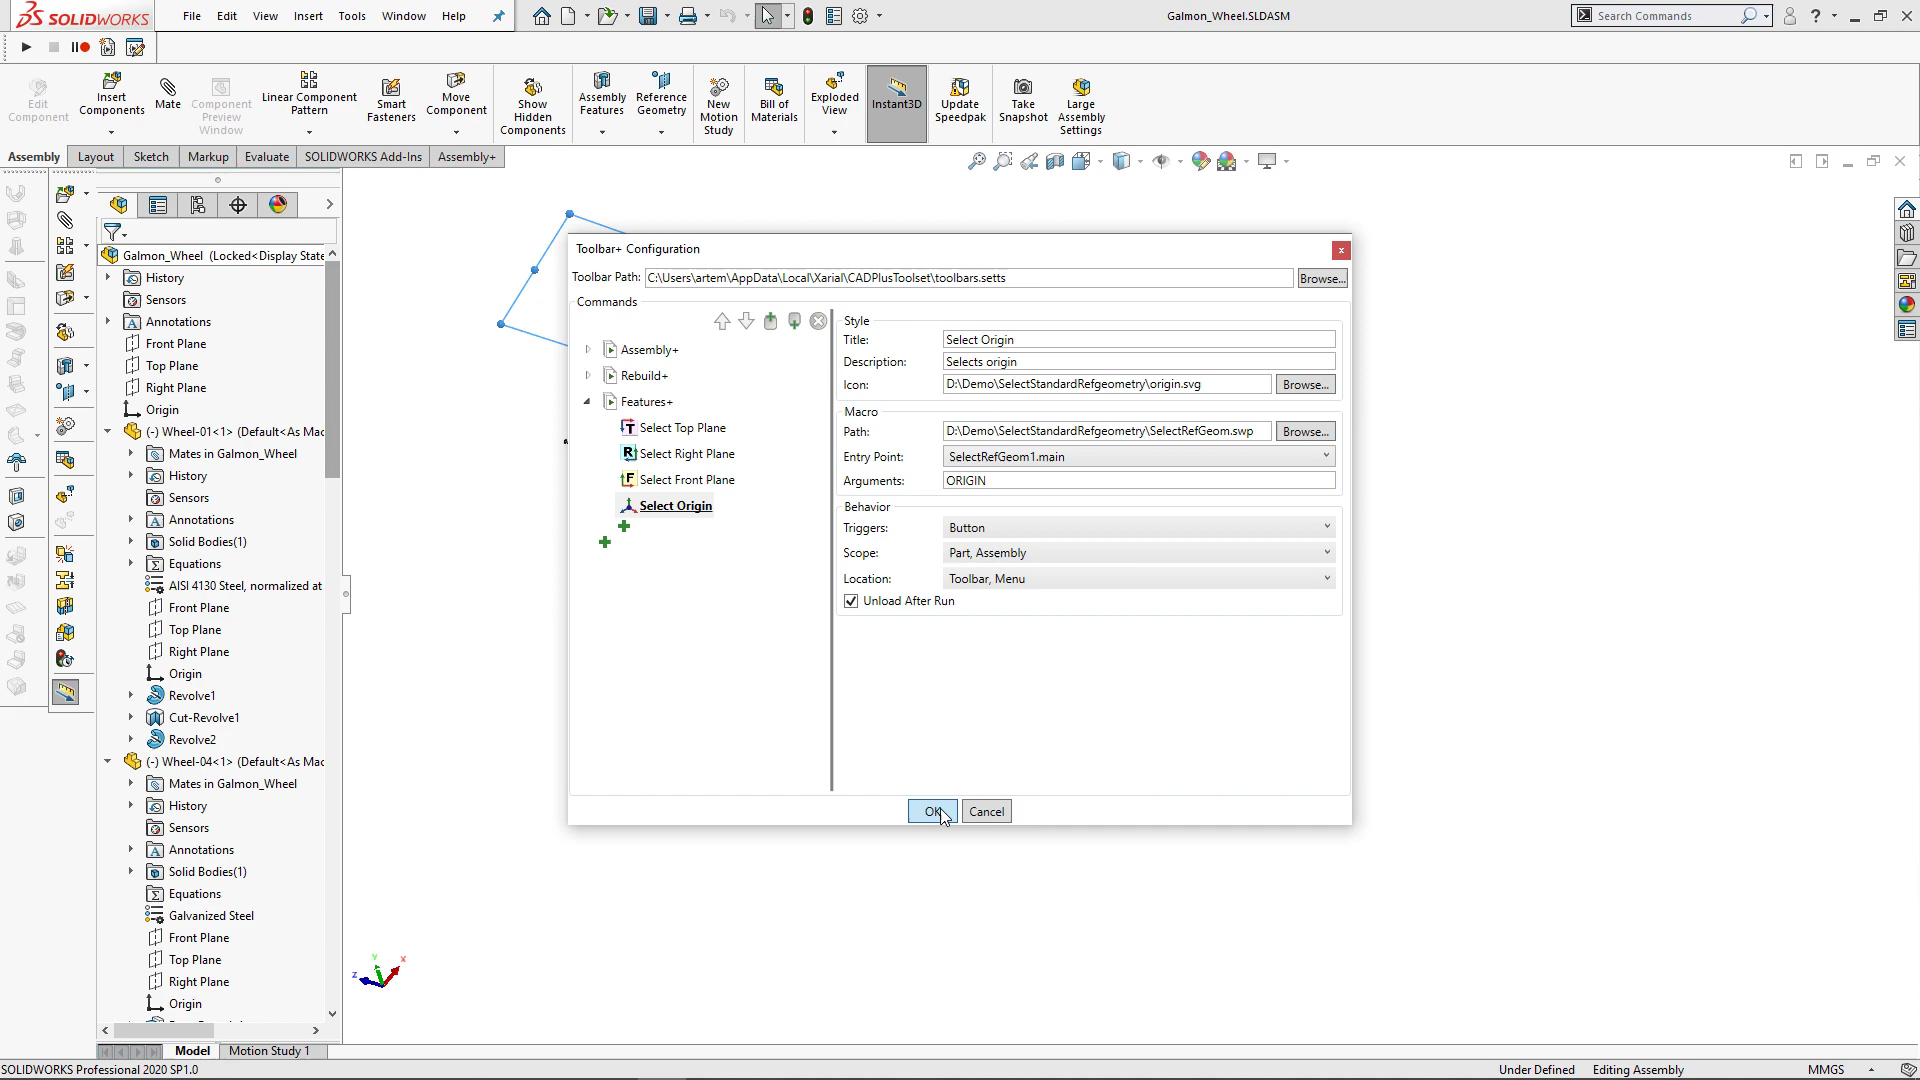 SOLIDWORKS
File Edit View Insert Tools Window Help
Galmon_Wheel.SLDASM
Search Commands
Edit Component
Insert Components
Mate
Component Preview Window
Linear Component Pattern
Smart Fasteners
Move Component
Show Hidden Components
Assembly Features
Reference Geometry
New Motion Study
Bill of Materials
Exploded View
Instant3D
Update Speedpak
Take Snapshot
Large Assembly Settings
Assembly Layout Sketch Markup Evaluate SOLIDWORKS Add-Ins Assembly+
Galmon_Wheel (Locked<Display State
History
Sensors
Annotations
Front Plane
Top Plane
Right Plane
Origin
(-) Wheel-01<1> (Default<As Mac
Mates in Galmon_Wheel
History
Sensors
Annotations
Solid Bodies(1)
Equations
AISI 4130 Steel, normalized at
Front Plane
Top Plane
Right Plane
Origin
Revolve1
Cut-Revolve1
Revolve2
(-) Wheel-04<1> (Default<As Mac
Mates in Galmon_Wheel
History
Sensors
Annotations
Solid Bodies(1)
Equations
Galvanized Steel
Front Plane
Top Plane
Right Plane
Origin
Toolbar+ Configuration
x
Toolbar Path: C:\Users\artem\AppData\Local\Xarial\CADPlusToolset\toolbars.setts Browse...
Commands
Assembly+
Rebuild+
Features+
T Select Top Plane
R Select Right Plane
F Select Front Plane
Select Origin
Style
Title: Select Origin
Description: Selects origin
Icon: D:\Demo\SelectStandardRefgeometry\origin.svg Browse...
Macro
Path: D:\Demo\SelectStandardRefgeometry\SelectRefGeom.swp Browse...
Entry Point: SelectRefGeom1.main
Arguments: ORIGIN
Behavior
Triggers: Button
Scope: Part, Assembly
Location: Toolbar, Menu
Unload After Run
OK Cancel
Y
X
Z
Model Motion Study 1
SOLIDWORKS Professional 2020 SP1.0
Under Defined Editing Assembly MMGS